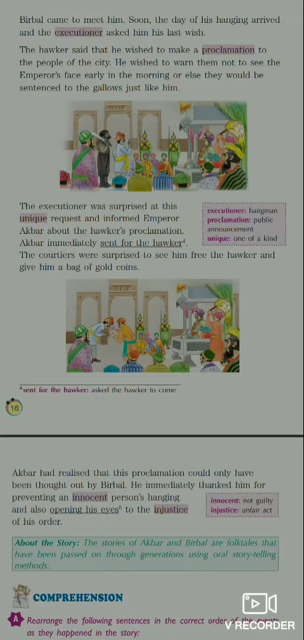 Birbal came to meet him. Soon, the day of his hanging arrived
and the executioner asked him his last wish.
The hawker said that he wished to make a proclamation to
the people of the city. He wished to warn them not to see the
Emperor's face early in the morning or else they would be
sentenced to the gallows just like him.
The executioner was surprised at this
unique request and informed Emperor
Akbar about the hawker's proclamation.
Akbar immediately sent for the hawker⁴.
The courtiers were surprised to see him free the hawker and
give him a bag of gold coins.
executioner: hangman
proclamation: public
announcement
unique: one of a kind
⁴sent for the hawker: asked the hawker to come
16
Akbar had realised that this proclamation could only have
been thought out by Birbal. He immediately thanked him for
preventing an innocent person's hanging
and also opening his eyes⁵ to the injustice
of his order.
innocent: not guilty
injustice: unfair act
About the Story: The stories of Akbar and Birbal are folktales that
have been passed on through generations using oral story-telling
methods.
COMPREHENSION
A Rearrange the following sentences in the correct order of the events
as they happened in the story:
V RECORDER